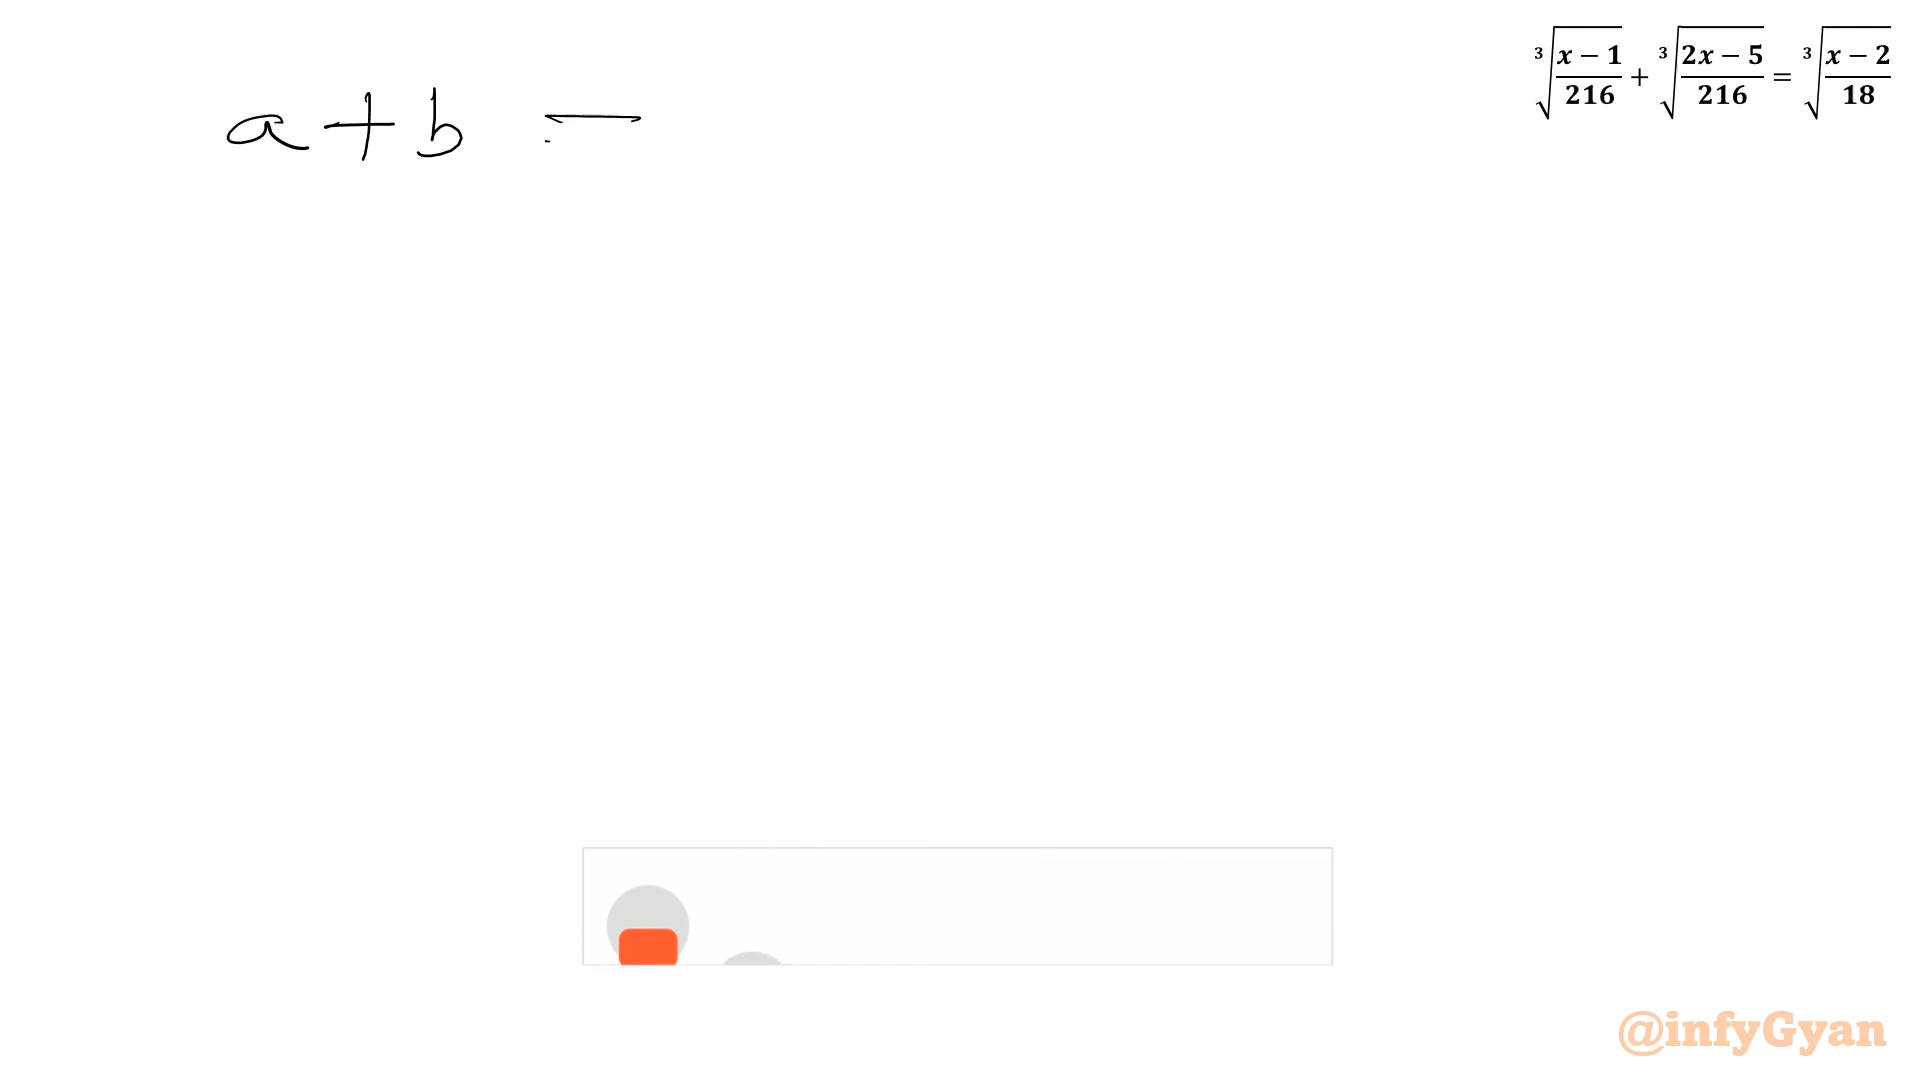 ∛((x − 1)/216) + ∛((2x − 5)/216) = ∛((x − 2)/18)
a + b =
@infyGyan